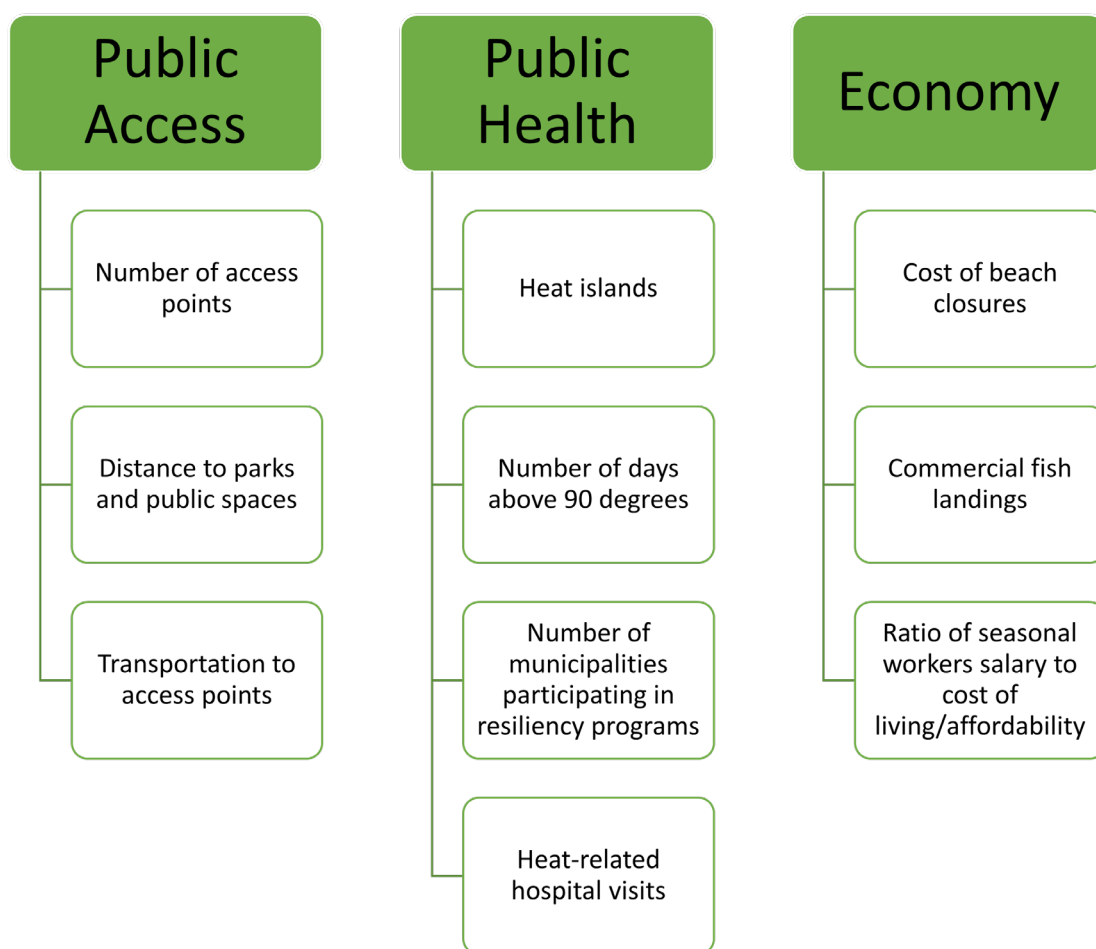 Public
Access
Number of access
points
Distance to parks
and public spaces
Transportation to
access points
Public
Health
Heat islands
Number of days
above 90 degrees
Number of
municipalities
participating in
resiliency programs
Heat-related
hospital visits
Economy
Cost of beach
closures
Commercial fish
landings
Ratio of seasonal
workers salary to
cost of
living/affordability